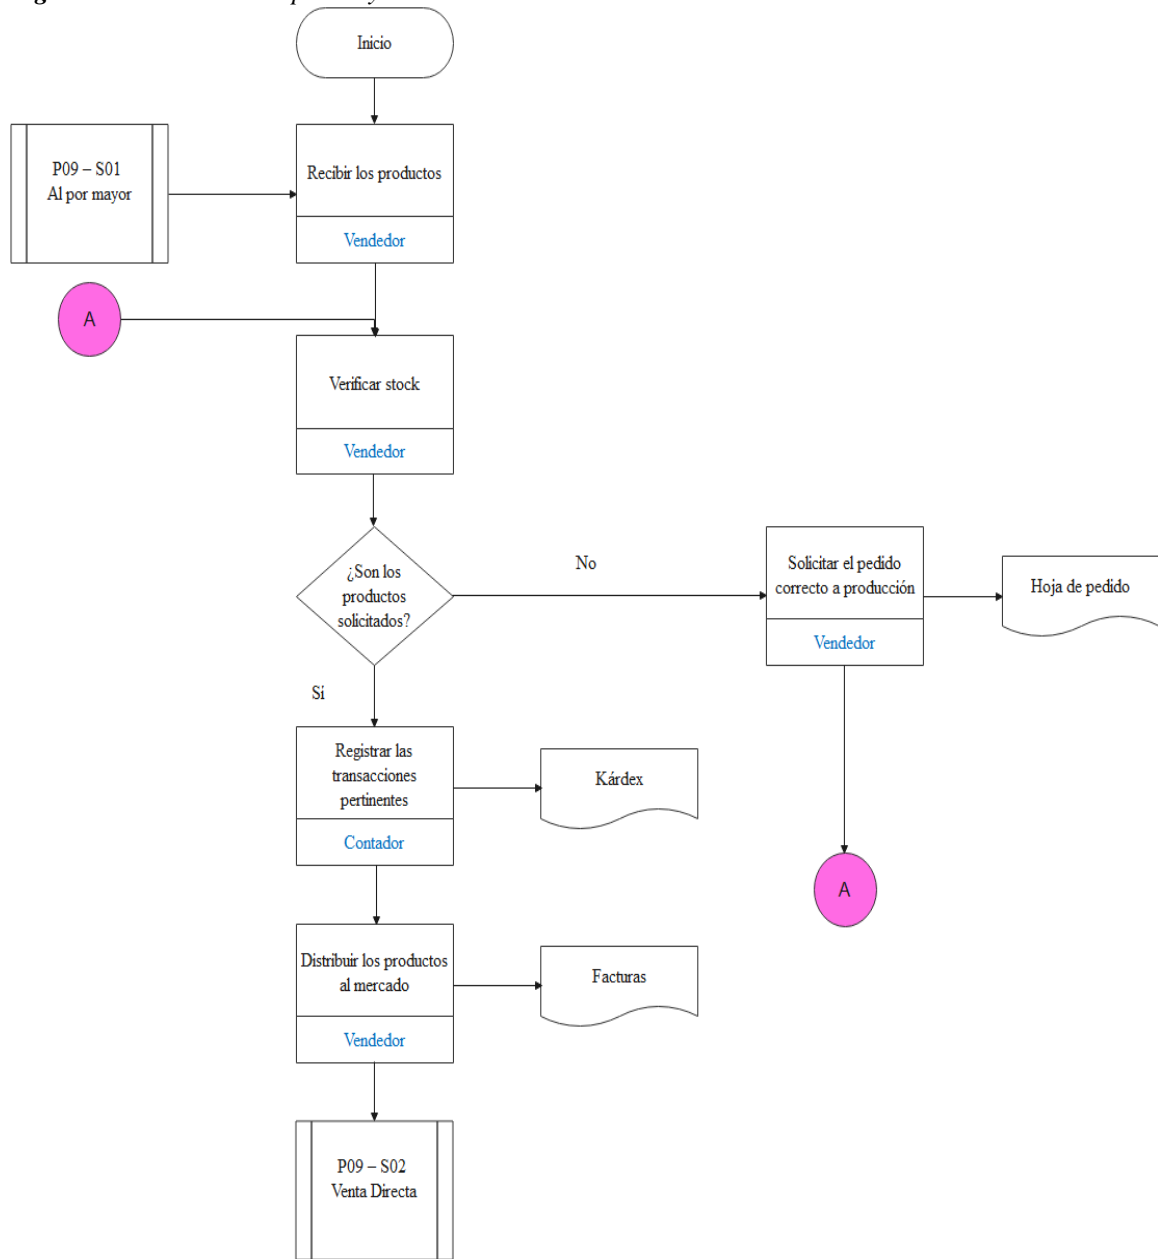 Inicio
P09 – S01
Al por mayor
Recibir los productos
Vendedor
A
Verificar stock
Vendedor
¿Son los
productos
solicitados?
No
Solicitar el pedido
correcto a producción
Vendedor
Hoja de pedido
Si
Registrar las
transacciones
pertinentes
Contador
Kárdex
A
Distribuir los productos
al mercado
Vendedor
Facturas
P09 – S02
Venta Directa